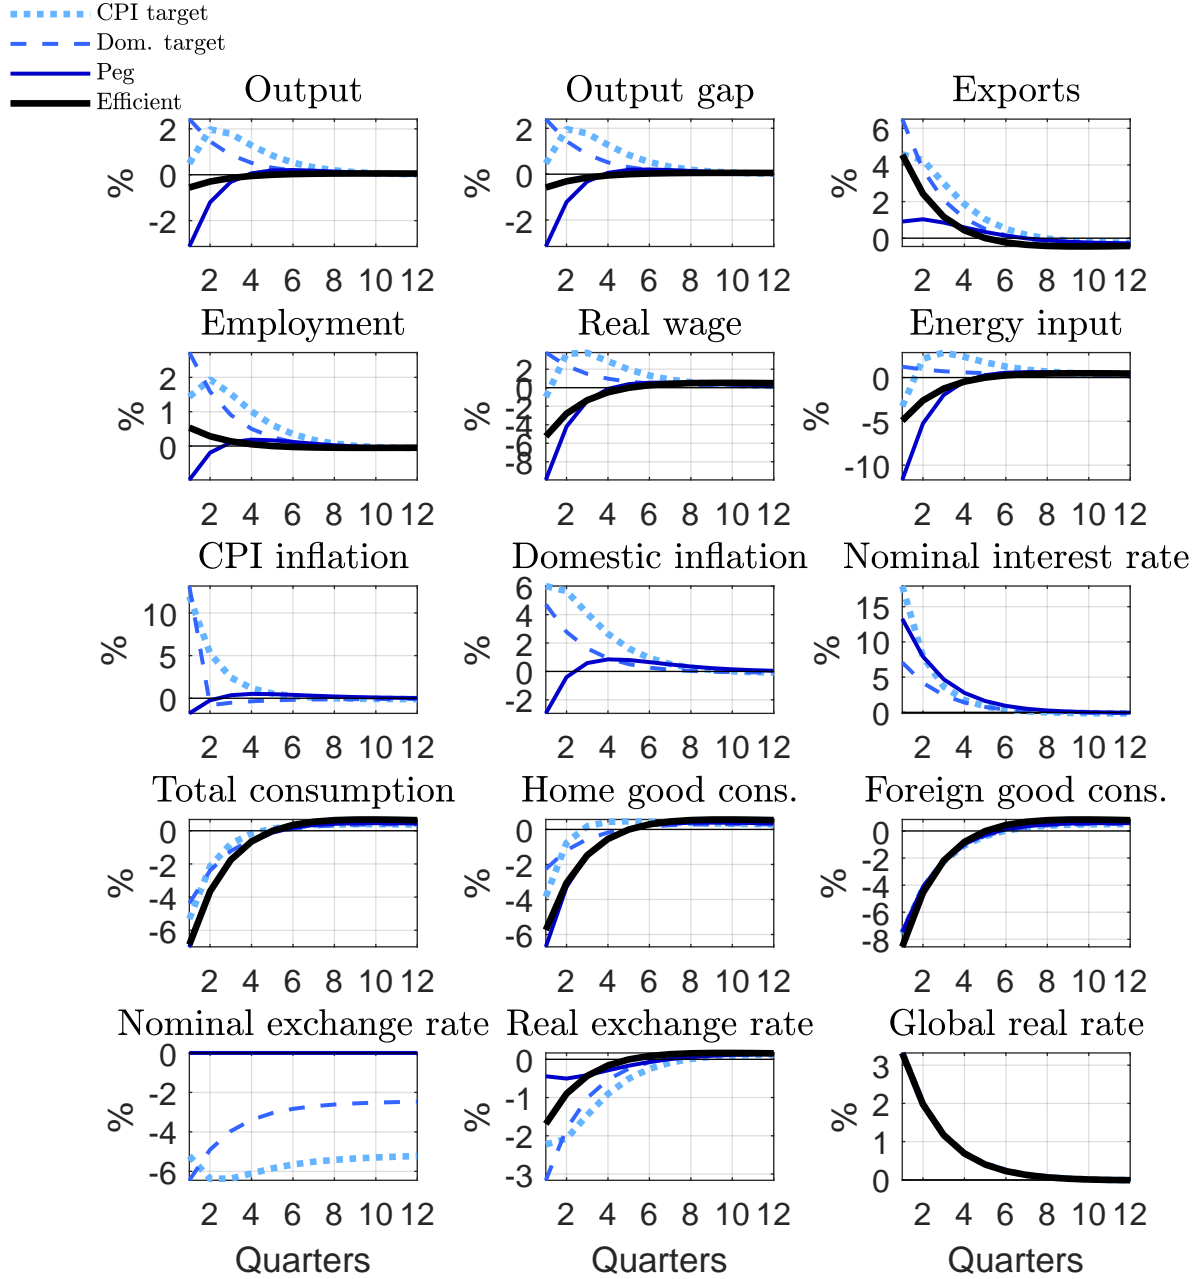 CPI target
Dom. target
Peg
Efficient
Output
Output gap
Exports
%
2
0
-2
2 4 6 8 10 12
%
2
0
-2
2 4 6 8 10 12
%
6
4
2
0
2 4 6 8 10 12
Employment
Real wage
Energy input
%
2
1
0
2 4 6 8 10 12
%
2
0
-2
-4
-6
-8
2 4 6 8 10 12
%
0
-5
-10
2 4 6 8 10 12
CPI inflation
Domestic inflation
Nominal interest rate
%
10
5
0
2 4 6 8 10 12
%
6
4
2
0
-2
2 4 6 8 10 12
%
15
10
5
0
2 4 6 8 10 12
Total consumption
Home good cons.
Foreign good cons.
%
0
-2
-4
-6
2 4 6 8 10 12
%
0
-2
-4
-6
2 4 6 8 10 12
%
0
-2
-4
-6
-8
2 4 6 8 10 12
Nominal exchange rate
Real exchange rate
Global real rate
%
0
-2
-4
-6
2 4 6 8 10 12
Quarters
%
0
-1
-2
-3
2 4 6 8 10 12
Quarters
%
3
2
1
0
2 4 6 8 10 12
Quarters